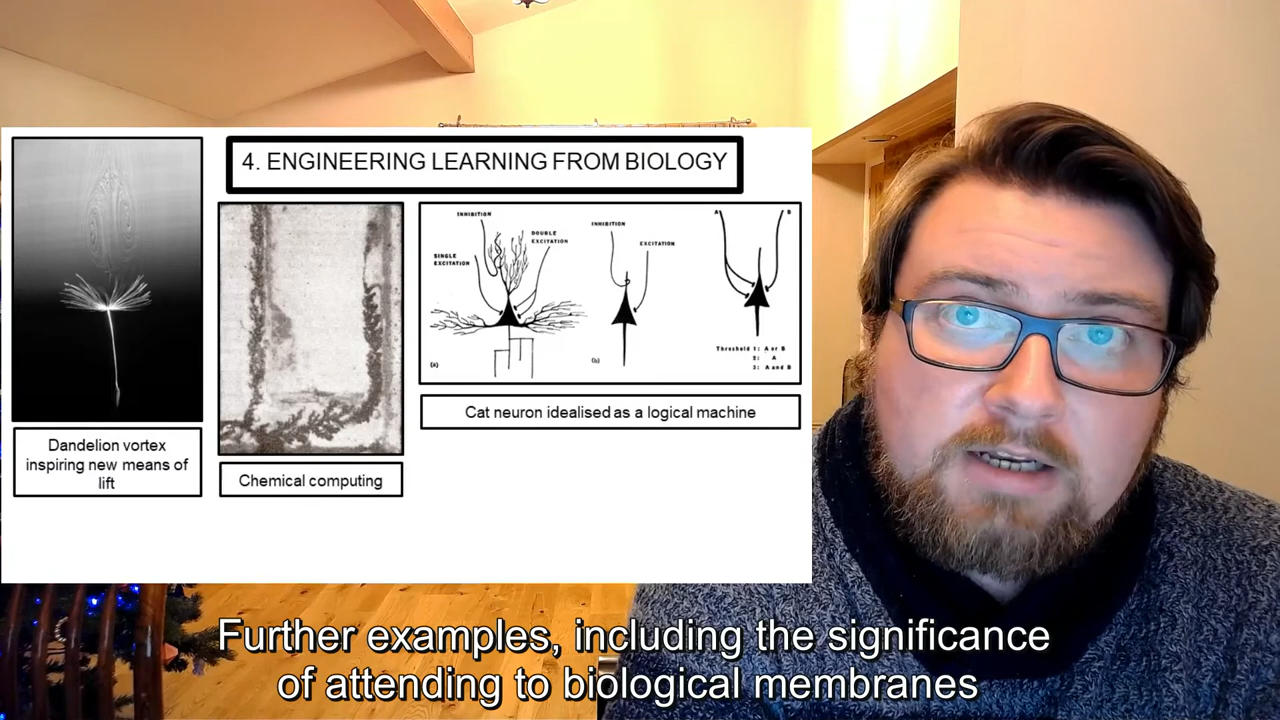 4. ENGINEERING LEARNING FROM BIOLOGY
Dandelion vortex
inspiring new means of
lift
Chemical computing
INHIBITION
DOUBLE
EXCITATION
SINGLE
EXCITATION
(a)
INHIBITION
EXCITATION
(b)
A
B
Threshold 1: A or B
2: A
3: A and B
Cat neuron idealised as a logical machine
Further examples, including the significance
of attending to biological membranes